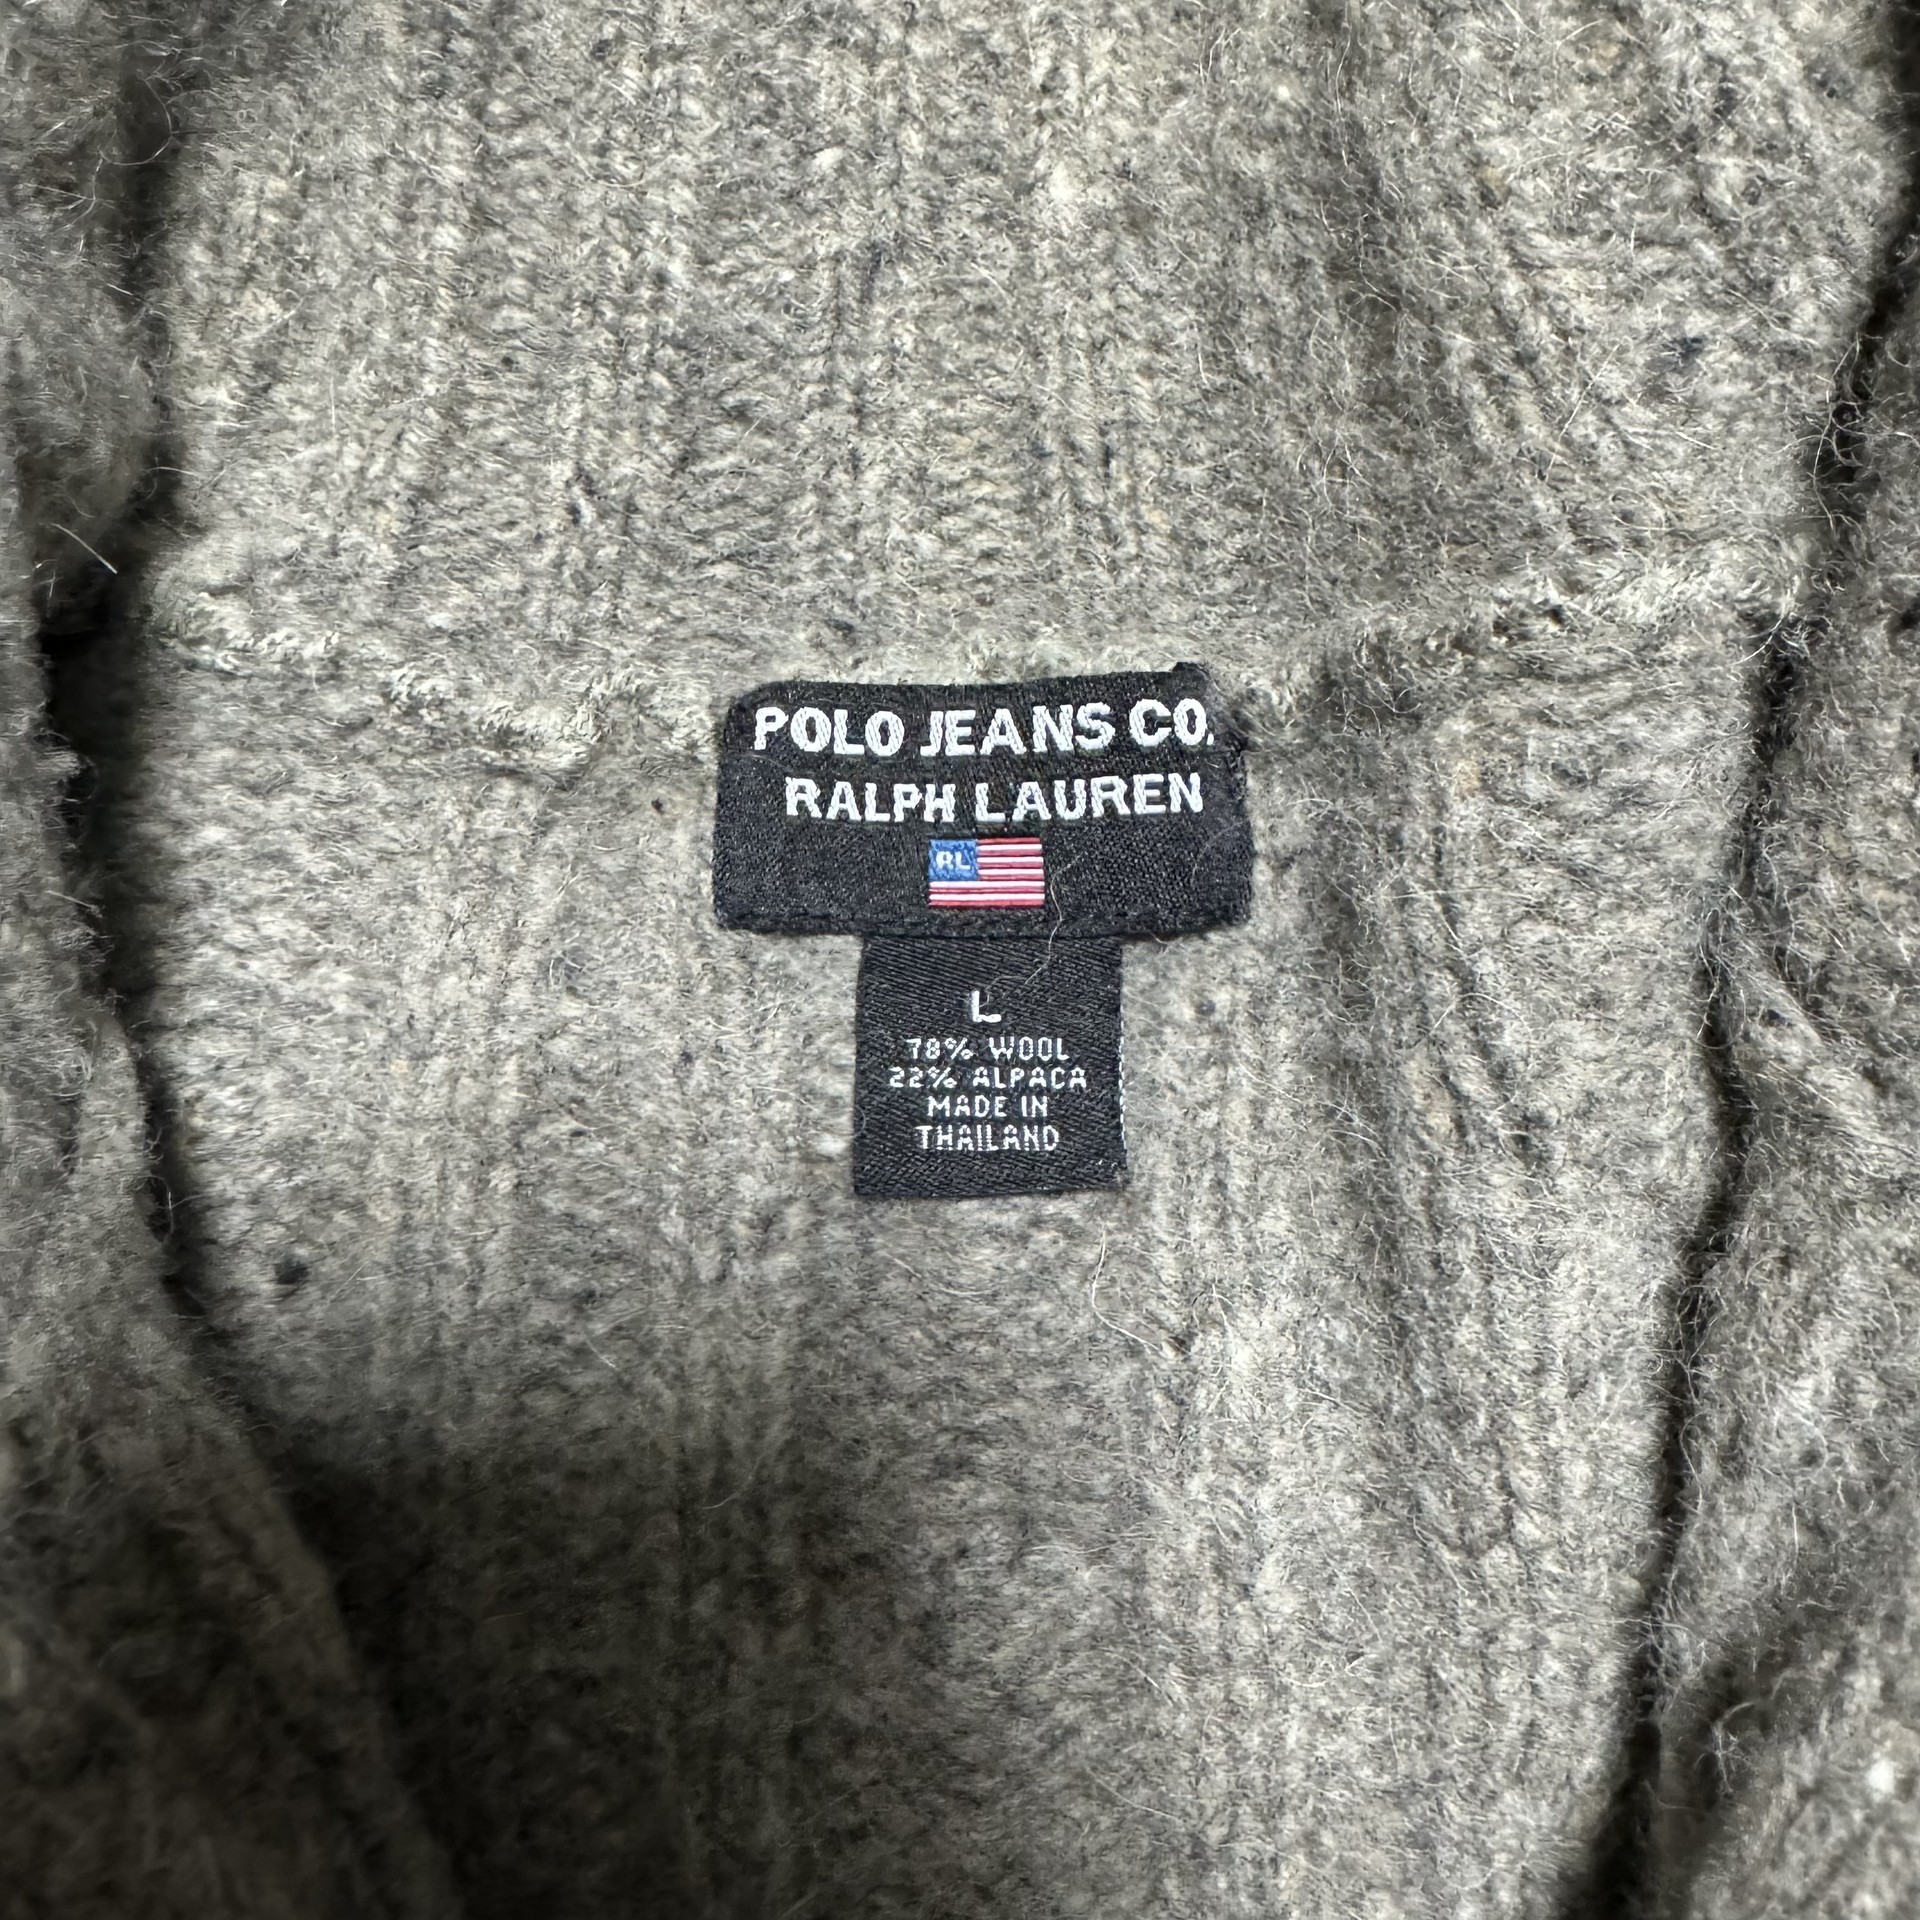 POLO JEANS CO.
RALPH LAUREN
RL
L
78% WOOL
22% ALPACA
MADE IN
THAILAND